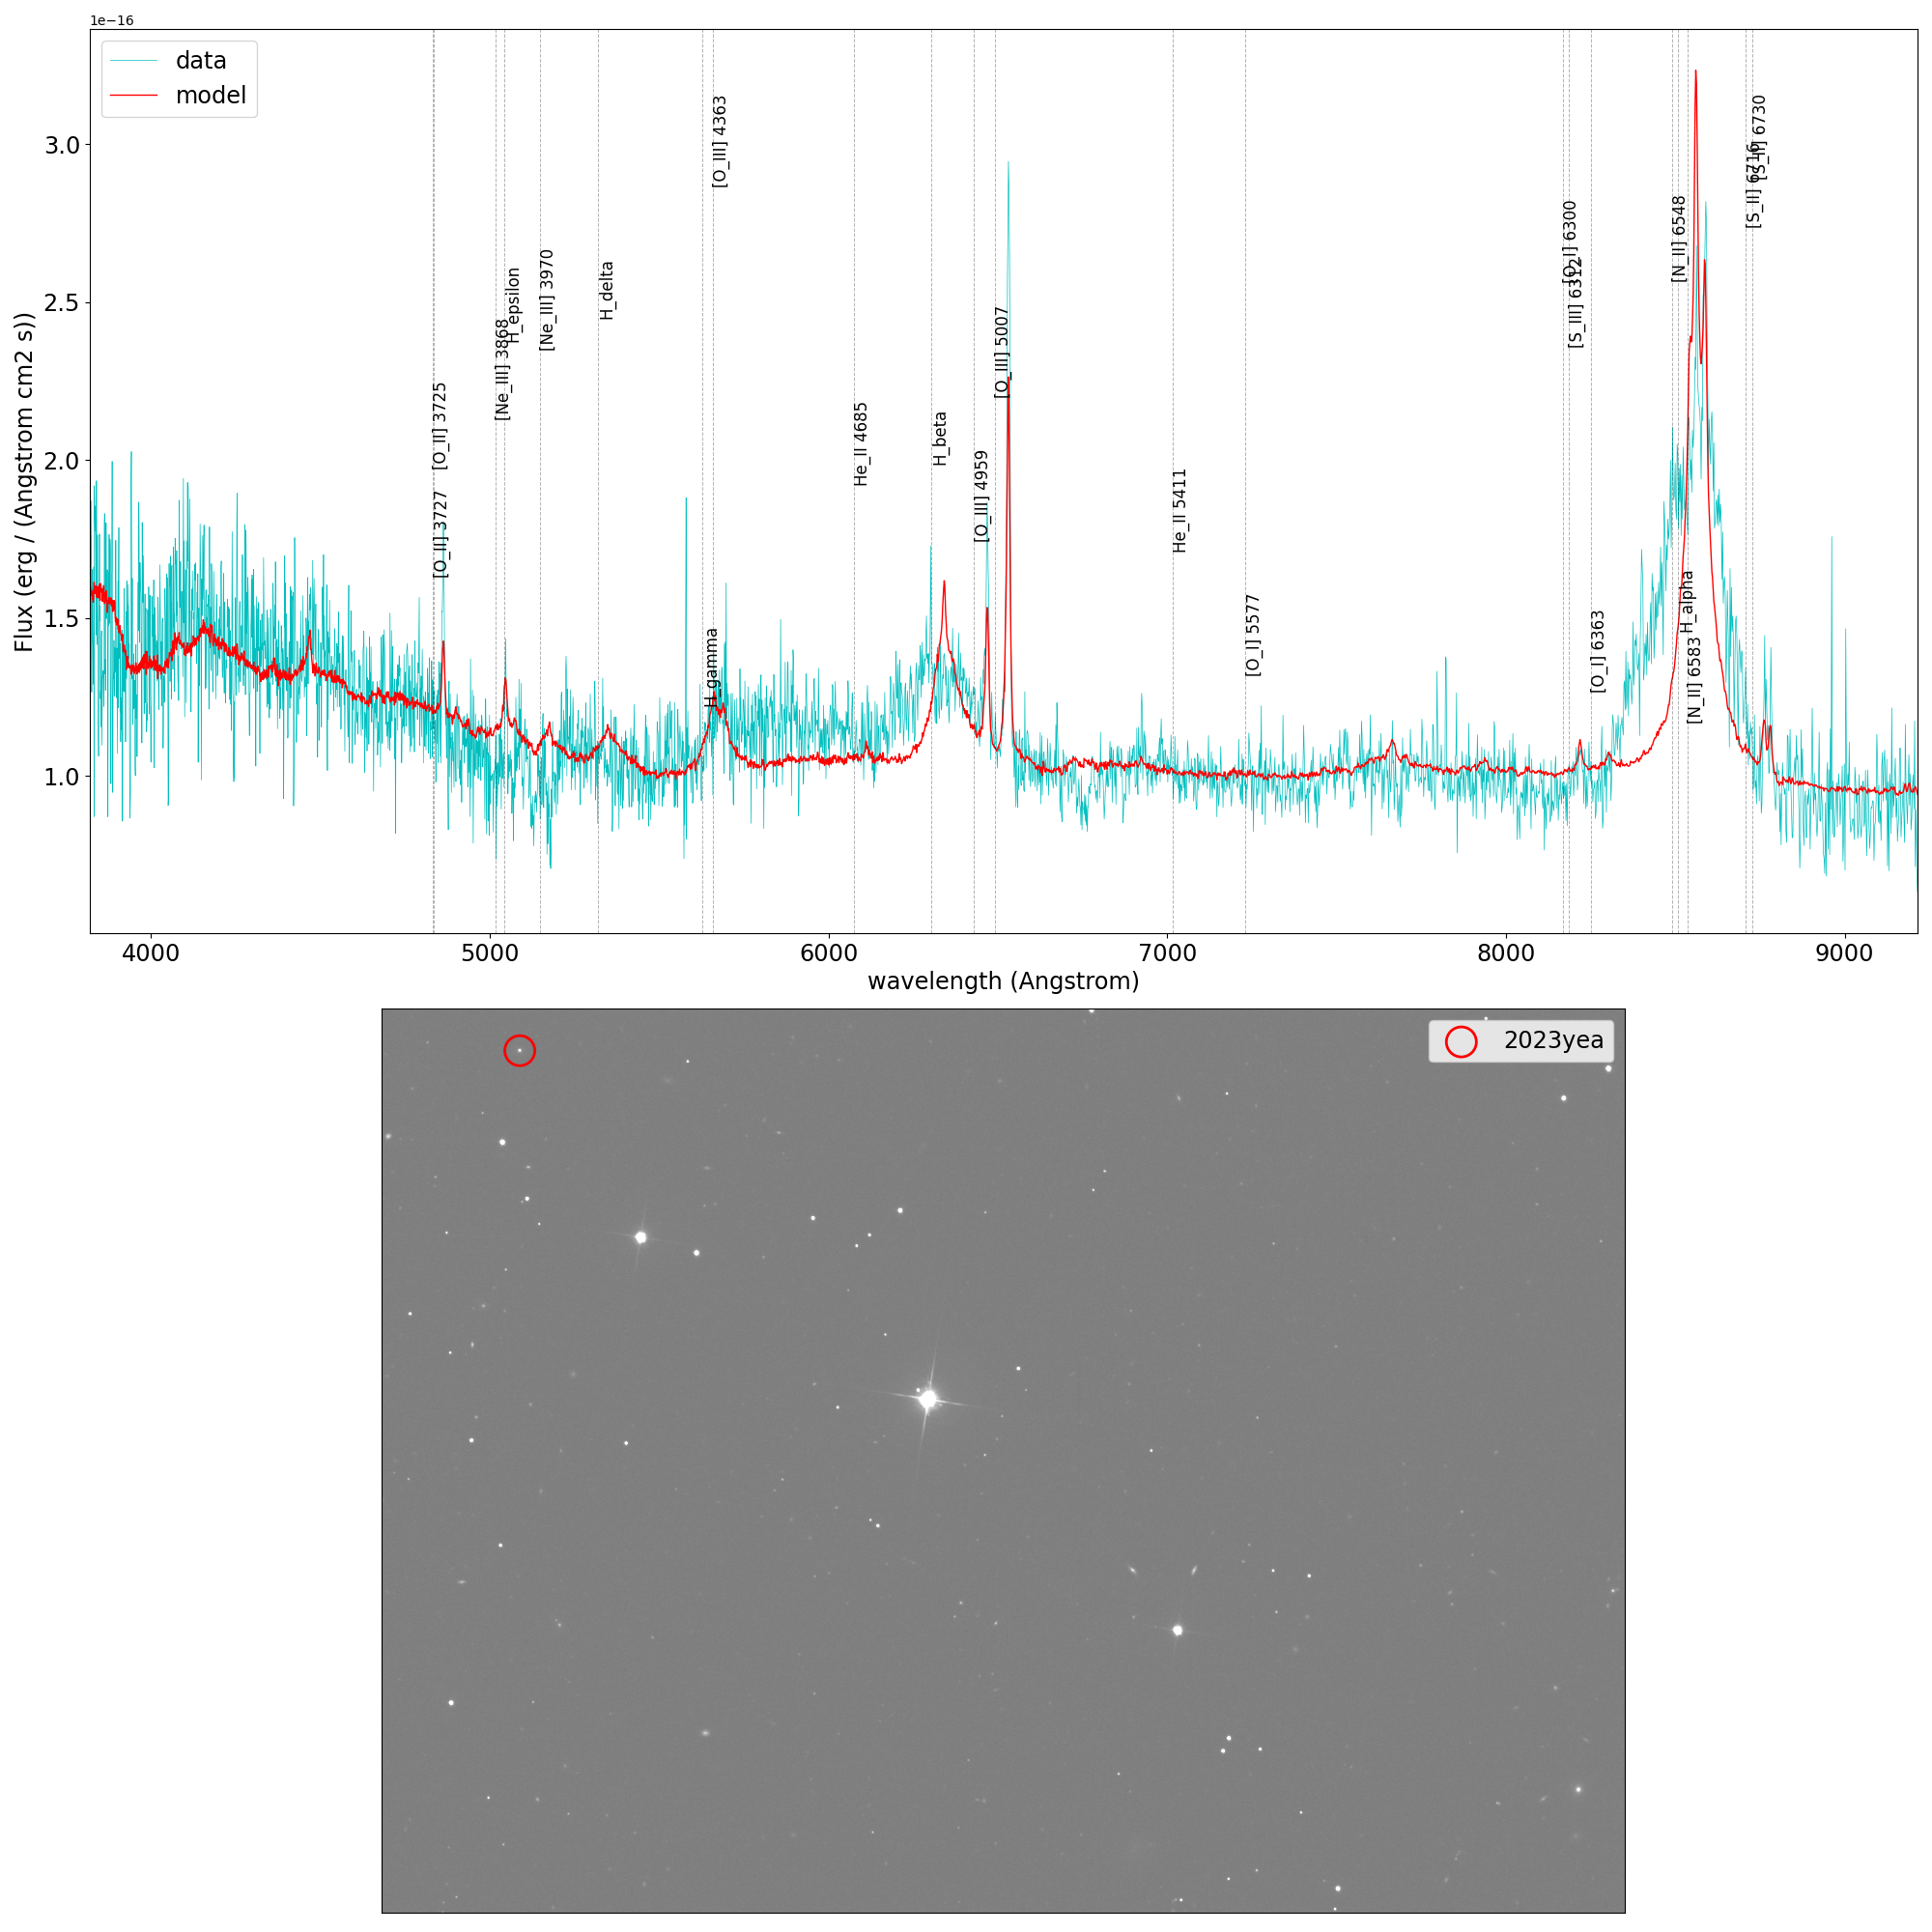 1e−16
data
model
[O_III] 4363
[S_II] 6730
[S_II] 6716
[O_I] 6300
[N_II] 6548
[S_III] 6312
[Ne_III] 3970
H_epsilon
H_delta
[Ne_III] 3868
[O_III] 5007
[O_II] 3725
He_II 4685
H_beta
[O_III] 4959
He_II 5411
[O_II] 3727
H_gamma
[O_I] 5577
[O_I] 6363
H_alpha
[N_II] 6583
Flux (erg / (Angstrom cm2 s))
3.0
2.5
2.0
1.5
1.0
4000 5000 6000 7000 8000 9000
wavelength (Angstrom)
2023yea